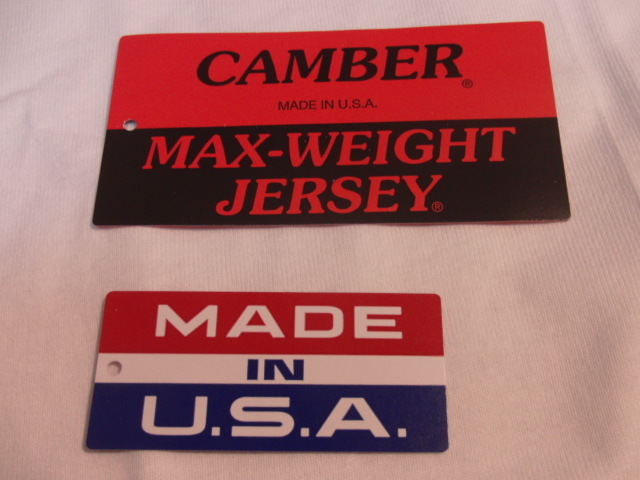 CAMBER®
MADE IN U.S.A.
MAX-WEIGHT
JERSEY®
MADE
IN
U.S.A.